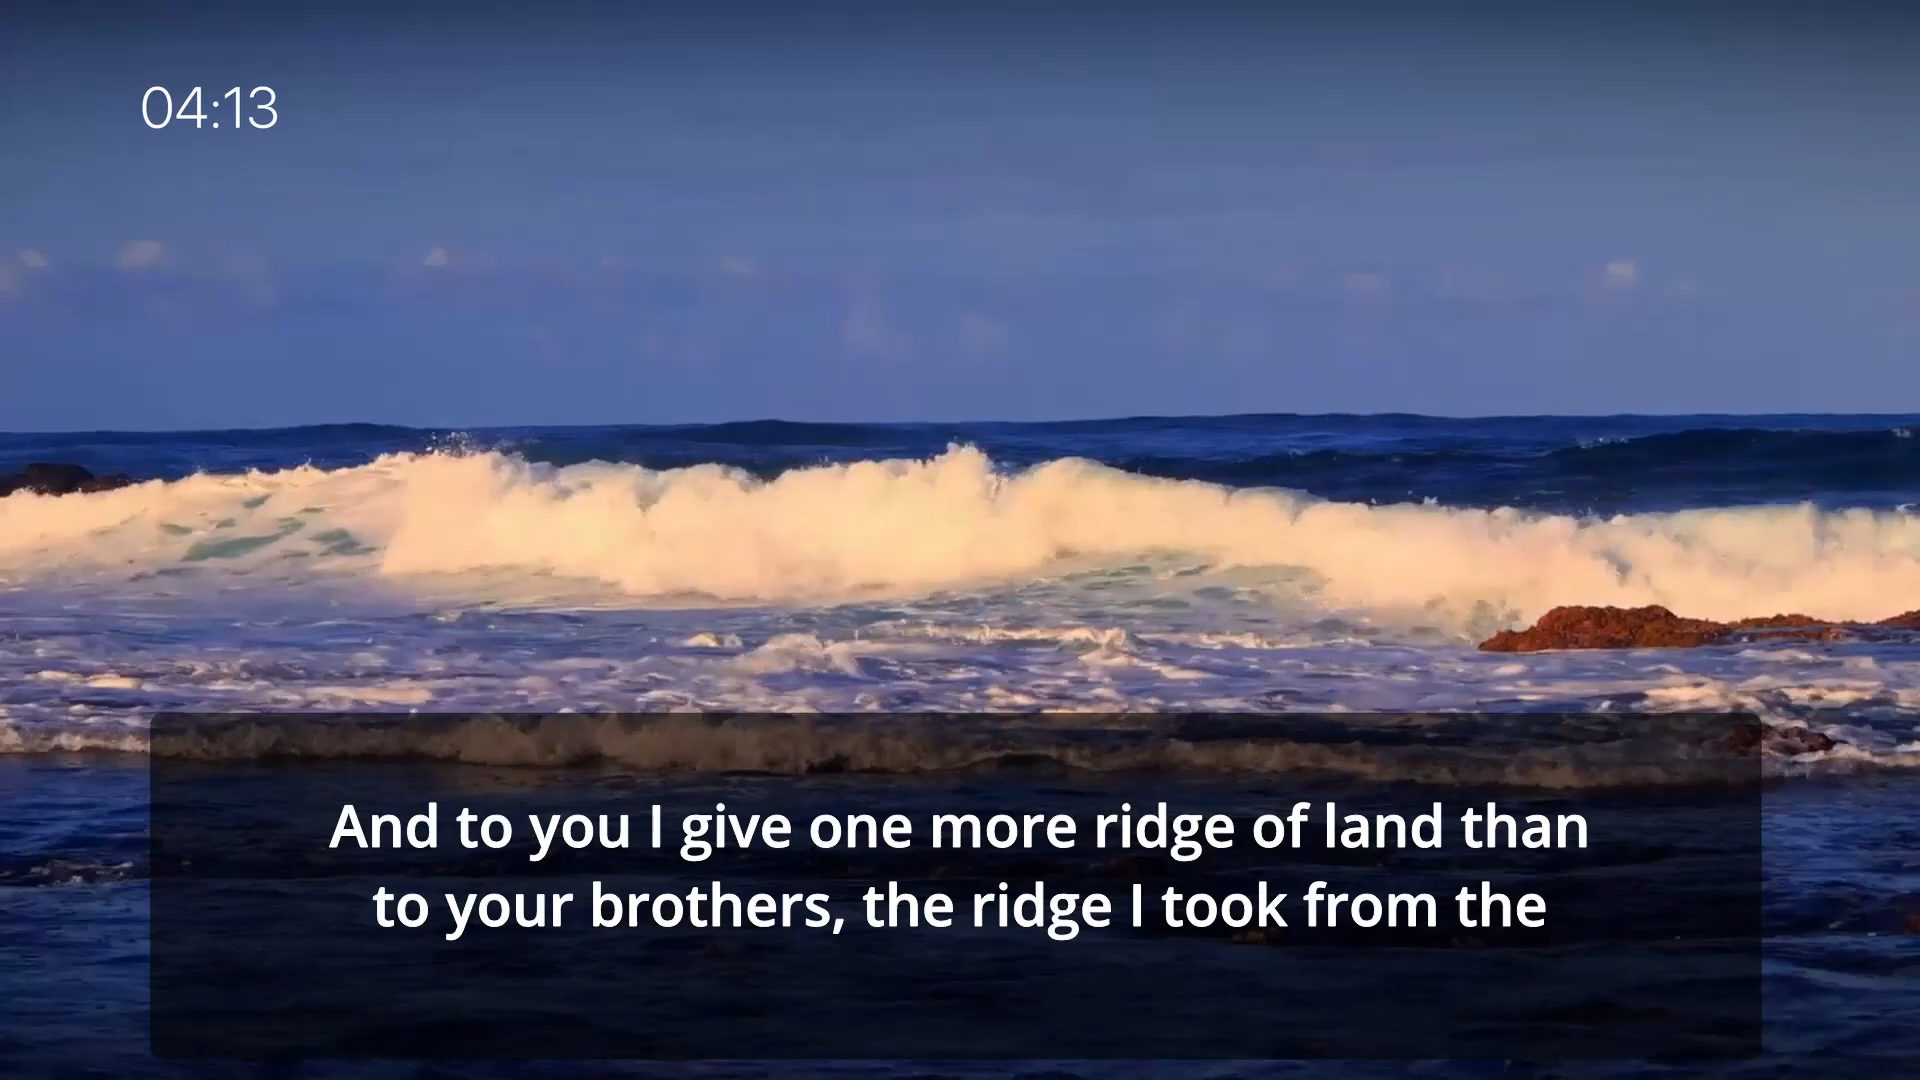 04:13
And to you I give one more ridge of land than
to your brothers, the ridge I took from the